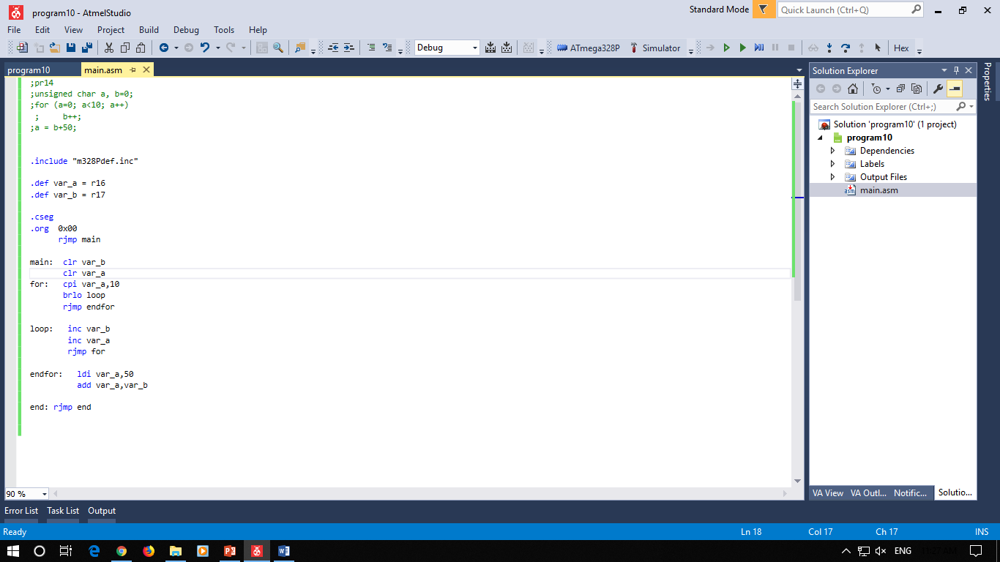 program10 - AtmelStudio
Standard Mode
Quick Launch (Ctrl+Q)
File Edit View Project Build Debug Tools Help
Debug
ATmega328P
Simulator
Hex
program10
main.asm
;pr14
;unsigned char a, b=0;
;for (a=0; a<10; a++)
; b++;
;a = b+50;
.include "m328Pdef.inc"
.def var_a = r16
.def var_b = r17
.cseg
.org 0x00
rjmp main
main: clr var_b
clr var_a
for: cpi var_a,10
brlo loop
rjmp endfor
loop: inc var_b
inc var_a
rjmp for
endfor: ldi var_a,50
add var_a,var_b
end: rjmp end
90 %
Solution Explorer
Search Solution Explorer (Ctrl+;)
Solution 'program10' (1 project)
program10
Dependencies
Labels
Output Files
main.asm
VA View VA Outl... Notific... Solutio...
Properties
Error List Task List Output
Ready
Ln 18
Col 17
Ch 17
INS
ENG